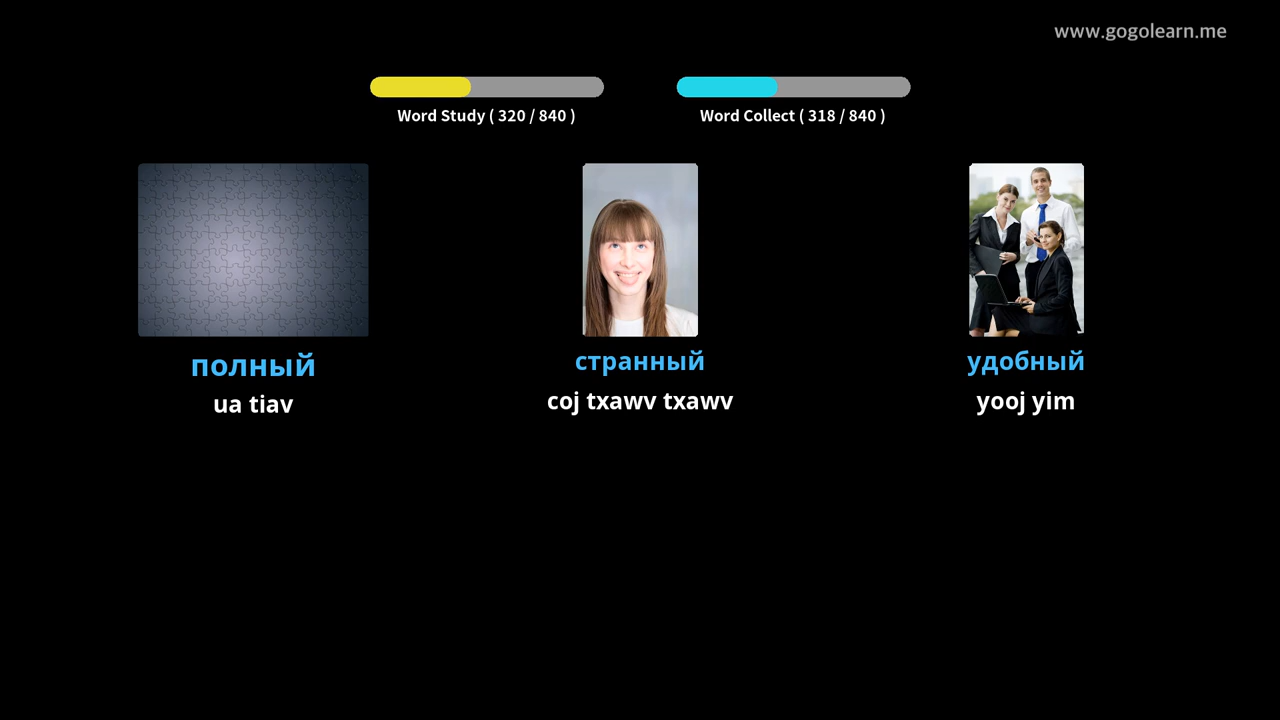 www.gogolearn.me
Word Study ( 320 / 840 )
Word Collect ( 318 / 840 )
полный
ua tiav
странный
coj txawv txawv
удобный
yooj yim